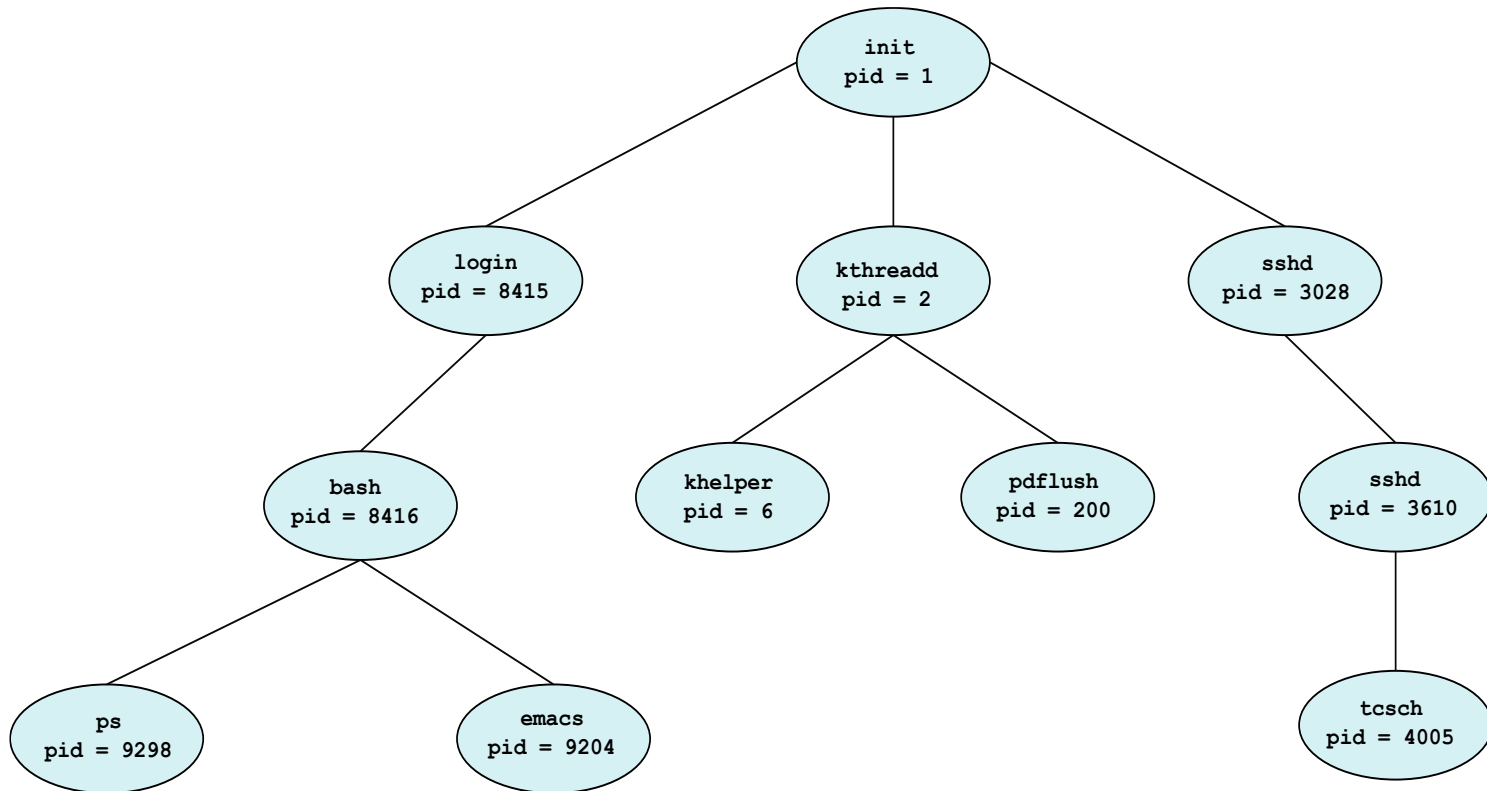 init
pid = 1
login
pid = 8415
kthreadd
pid = 2
sshd
pid = 3028
bash
pid = 8416
khelper
pid = 6
pdflush
pid = 200
sshd
pid = 3610
ps
pid = 9298
emacs
pid = 9204
tcsch
pid = 4005